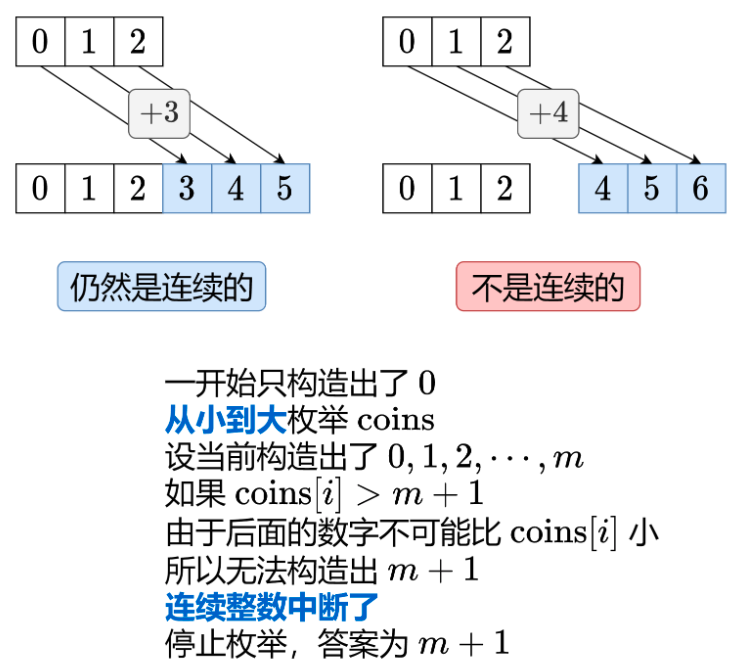 0 1 2
0 1 2
+3
+4
0 1 2 3 4 5
0 1 2
4 5 6
仍然是连续的
不是连续的
一开始只构造出了 0
从小到大枚举 coins
设当前构造出了 0, 1, 2, ⋯, m
如果 coins[i] > m + 1
由于后面的数字不可能比 coins[i] 小
所以无法构造出 m + 1
连续整数中断了
停止枚举，答案为 m + 1